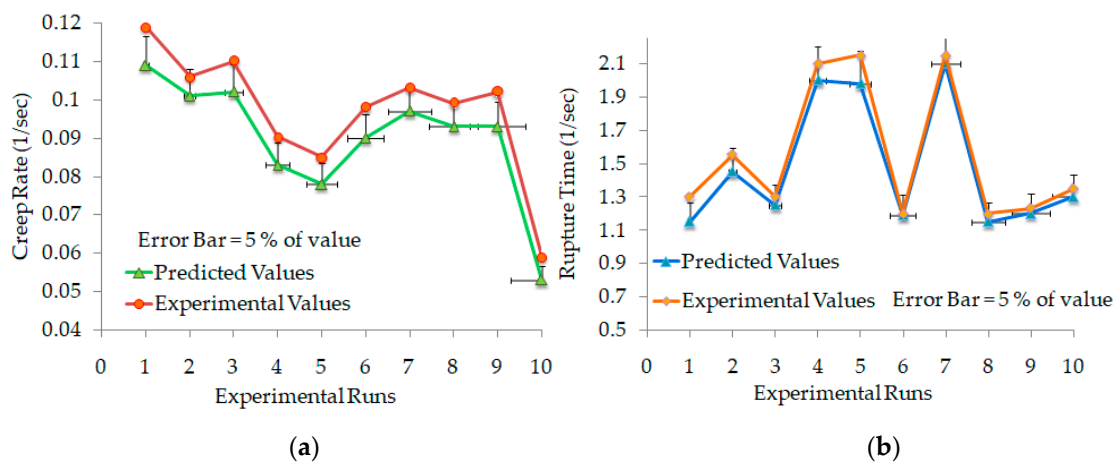 0.12
0.11
0.1
0.09
0.08
0.07
0.06
0.05
0.04
Creep Rate (1/sec)
Error Bar = 5 % of value
Predicted Values
Experimental Values
0 1 2 3 4 5 6 7 8 9 10
Experimental Runs
(a)
2.1
1.9
1.7
1.5
1.3
1.1
0.9
0.7
0.5
Rupture Time (1/sec)
Predicted Values
Experimental Values
Error Bar = 5 % of value
0 1 2 3 4 5 6 7 8 9 10
Experimental Runs
(b)